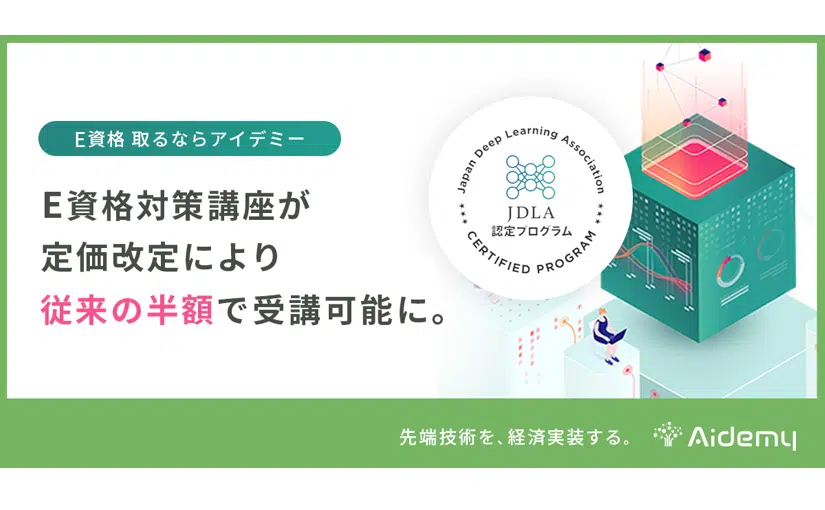 E資格 取るならアイデミー
E資格対策講座が
定価改定により
従来の半額で受講可能に。
Japan Deep Learning Association
JDLA
認定プログラム
CERTIFIED PROGRAM
先端技術を、経済実装する。
Aidemy